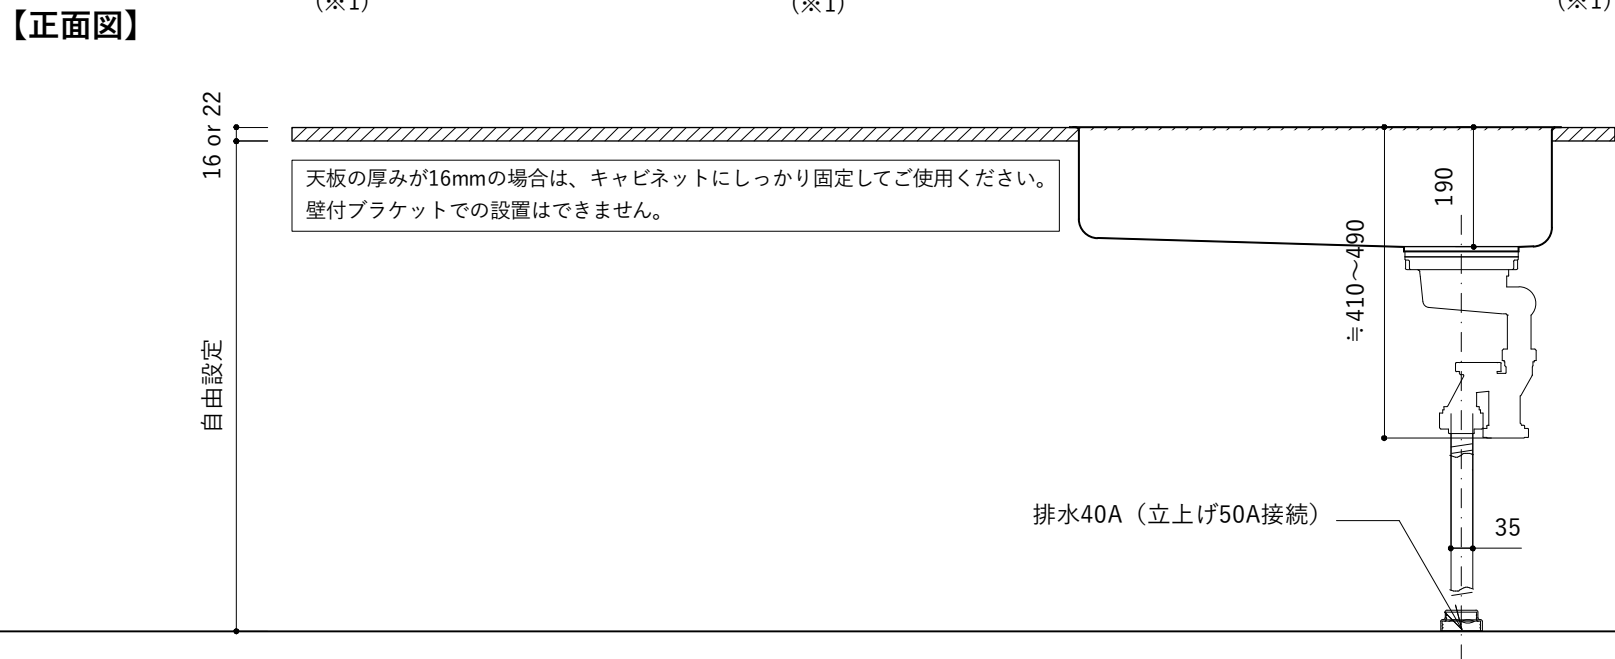 (※1)
(※1)
(※1)
【正面図】
16 or 22
天板の厚みが16mmの場合は、キャビネットにしっかり固定してご使用ください。
壁付ブラケットでの設置はできません。
190
≒410〜490
自由設定
排水40A（立上げ50A接続）
35